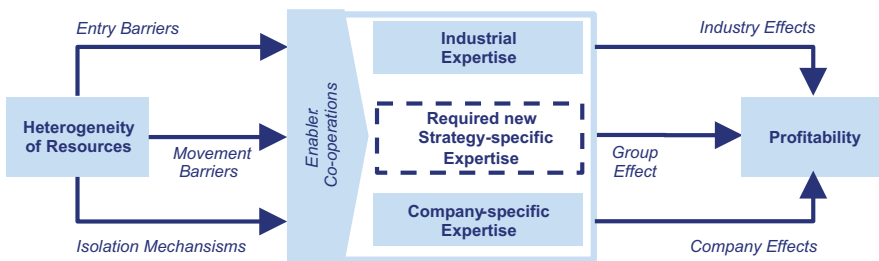 Entry Barriers
Industry Effects
Industrial
Expertise
Heterogeneity
of Resources
Movement
Barriers
Enabler:
Co-operations
Required new
Strategy-specific
Expertise
Group
Effect
Profitability
Company-specific
Expertise
Isolation Mechansisms
Company Effects